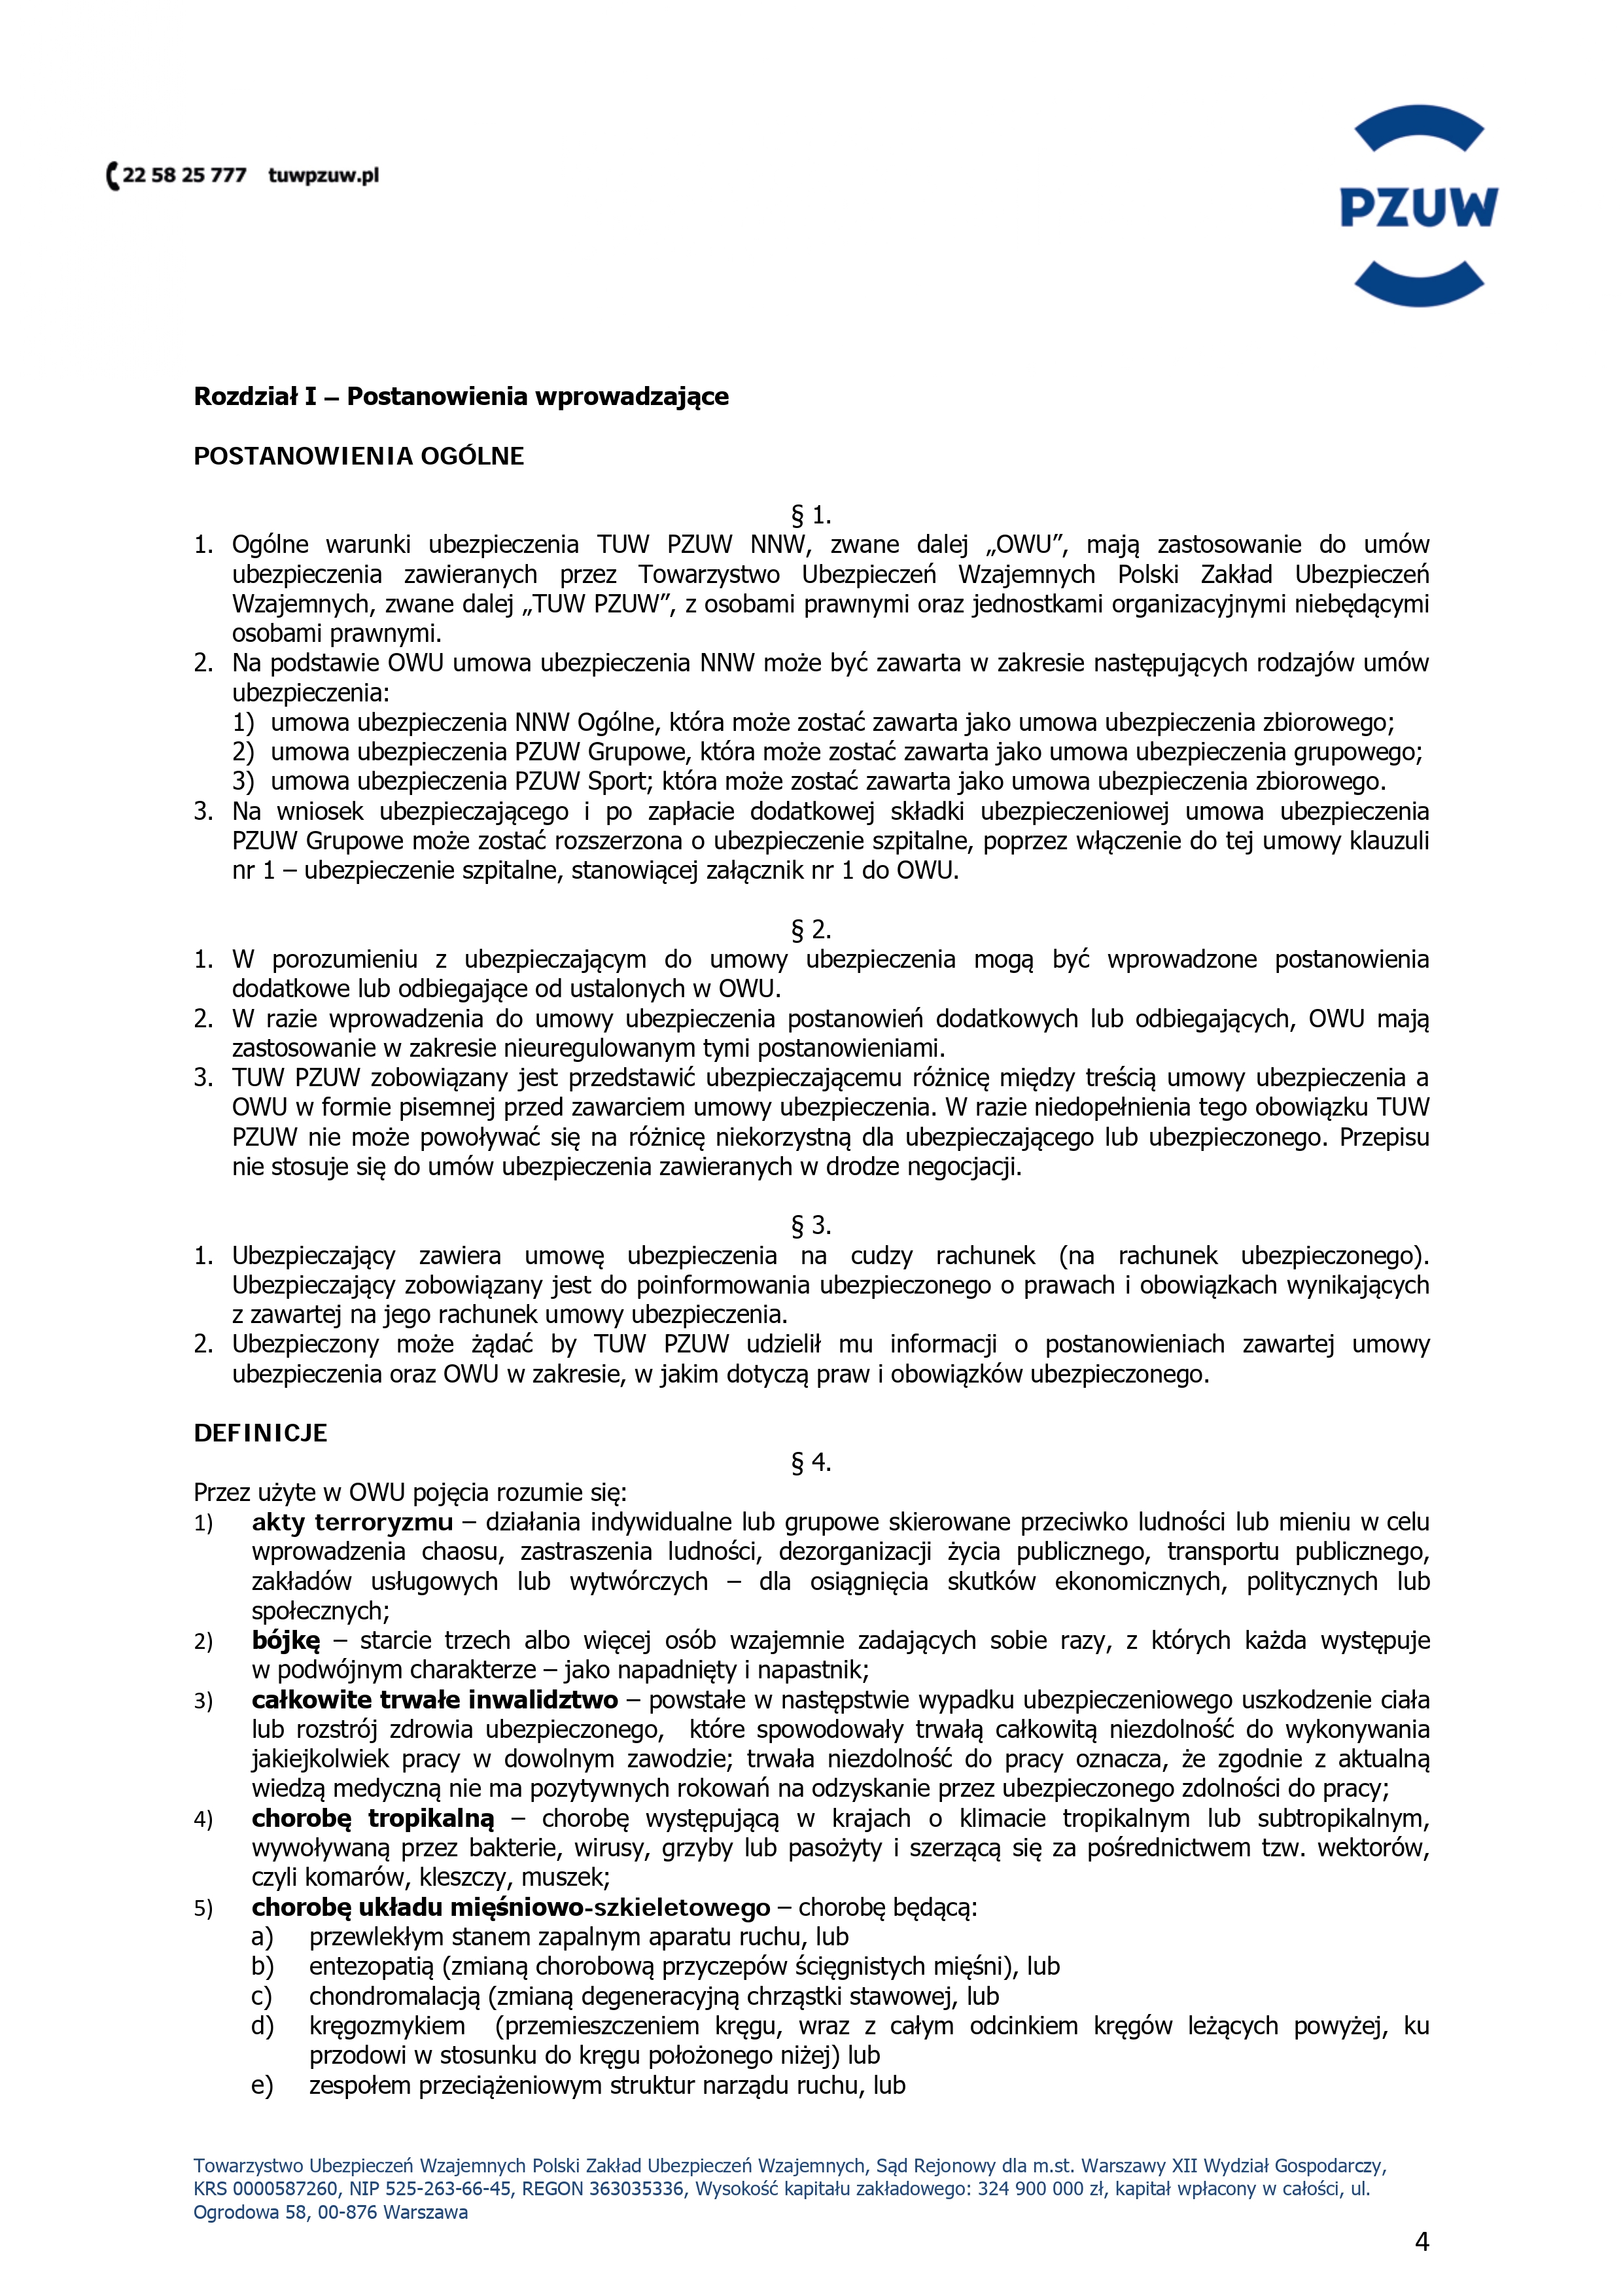 22 58 25 777 tuwpzuw.pl
PZUW
Rozdział I – Postanowienia wprowadzające
POSTANOWIENIA OGÓLNE
§ 1.
1. Ogólne warunki ubezpieczenia TUW PZUW NNW, zwane dalej „OWU”, mają zastosowanie do umów
ubezpieczenia zawieranych przez Towarzystwo Ubezpieczeń Wzajemnych Polski Zakład Ubezpieczeń
Wzajemnych, zwane dalej „TUW PZUW”, z osobami prawnymi oraz jednostkami organizacyjnymi niebędącymi
osobami prawnymi.
2. Na podstawie OWU umowa ubezpieczenia NNW może być zawarta w zakresie następujących rodzajów umów
ubezpieczenia:
1) umowa ubezpieczenia NNW Ogólne, która może zostać zawarta jako umowa ubezpieczenia zbiorowego;
2) umowa ubezpieczenia PZUW Grupowe, która może zostać zawarta jako umowa ubezpieczenia grupowego;
3) umowa ubezpieczenia PZUW Sport; która może zostać zawarta jako umowa ubezpieczenia zbiorowego.
3. Na wniosek ubezpieczającego i po zapłacie dodatkowej składki ubezpieczeniowej umowa ubezpieczenia
PZUW Grupowe może zostać rozszerzona o ubezpieczenie szpitalne, poprzez włączenie do tej umowy klauzuli
nr 1 – ubezpieczenie szpitalne, stanowiącej załącznik nr 1 do OWU.
§ 2.
1. W porozumieniu z ubezpieczającym do umowy ubezpieczenia mogą być wprowadzone postanowienia
dodatkowe lub odbiegające od ustalonych w OWU.
2. W razie wprowadzenia do umowy ubezpieczenia postanowień dodatkowych lub odbiegających, OWU mają
zastosowanie w zakresie nieuregulowanym tymi postanowieniami.
3. TUW PZUW zobowiązany jest przedstawić ubezpieczającemu różnicę między treścią umowy ubezpieczenia a
OWU w formie pisemnej przed zawarciem umowy ubezpieczenia. W razie niedopełnienia tego obowiązku TUW
PZUW nie może powoływać się na różnicę niekorzystną dla ubezpieczającego lub ubezpieczonego. Przepisu
nie stosuje się do umów ubezpieczenia zawieranych w drodze negocjacji.
§ 3.
1. Ubezpieczający zawiera umowę ubezpieczenia na cudzy rachunek (na rachunek ubezpieczonego).
Ubezpieczający zobowiązany jest do poinformowania ubezpieczonego o prawach i obowiązkach wynikających
z zawartej na jego rachunek umowy ubezpieczenia.
2. Ubezpieczony może żądać by TUW PZUW udzielił mu informacji o postanowieniach zawartej umowy
ubezpieczenia oraz OWU w zakresie, w jakim dotyczą praw i obowiązków ubezpieczonego.
DEFINICJE
§ 4.
Przez użyte w OWU pojęcia rozumie się:
1) akty terroryzmu – działania indywidualne lub grupowe skierowane przeciwko ludności lub mieniu w celu
wprowadzenia chaosu, zastraszenia ludności, dezorganizacji życia publicznego, transportu publicznego,
zakładów usługowych lub wytwórczych – dla osiągnięcia skutków ekonomicznych, politycznych lub
społecznych;
2) bójkę – starcie trzech albo więcej osób wzajemnie zadających sobie razy, z których każda występuje
w podwójnym charakterze – jako napadnięty i napastnik;
3) całkowite trwałe inwalidztwo – powstałe w następstwie wypadku ubezpieczeniowego uszkodzenie ciała
lub rozstrój zdrowia ubezpieczonego, które spowodowały trwałą całkowitą niezdolność do wykonywania
jakiejkolwiek pracy w dowolnym zawodzie; trwała niezdolność do pracy oznacza, że zgodnie z aktualną
wiedzą medyczną nie ma pozytywnych rokowań na odzyskanie przez ubezpieczonego zdolności do pracy;
4) chorobę tropikalną – chorobę występującą w krajach o klimacie tropikalnym lub subtropikalnym,
wywoływaną przez bakterie, wirusy, grzyby lub pasożyty i szerzącą się za pośrednictwem tzw. wektorów,
czyli komarów, kleszczy, muszek;
5) chorobę układu mięśniowo-szkieletowego – chorobę będącą:
a) przewlekłym stanem zapalnym aparatu ruchu, lub
b) entezopatią (zmianą chorobową przyczepów ścięgnistych mięśni), lub
c) chondromalacją (zmianą degeneracyjną chrząstki stawowej, lub
d) kręgozmykiem (przemieszczeniem kręgu, wraz z całym odcinkiem kręgów leżących powyżej, ku
przodowi w stosunku do kręgu położonego niżej) lub
e) zespołem przeciążeniowym struktur narządu ruchu, lub
Towarzystwo Ubezpieczeń Wzajemnych Polski Zakład Ubezpieczeń Wzajemnych, Sąd Rejonowy dla m.st. Warszawy XII Wydział Gospodarczy,
KRS 0000587260, NIP 525-263-66-45, REGON 363035336, Wysokość kapitału zakładowego: 324 900 000 zł, kapitał wpłacony w całości, ul.
Ogrodowa 58, 00-876 Warszawa
4